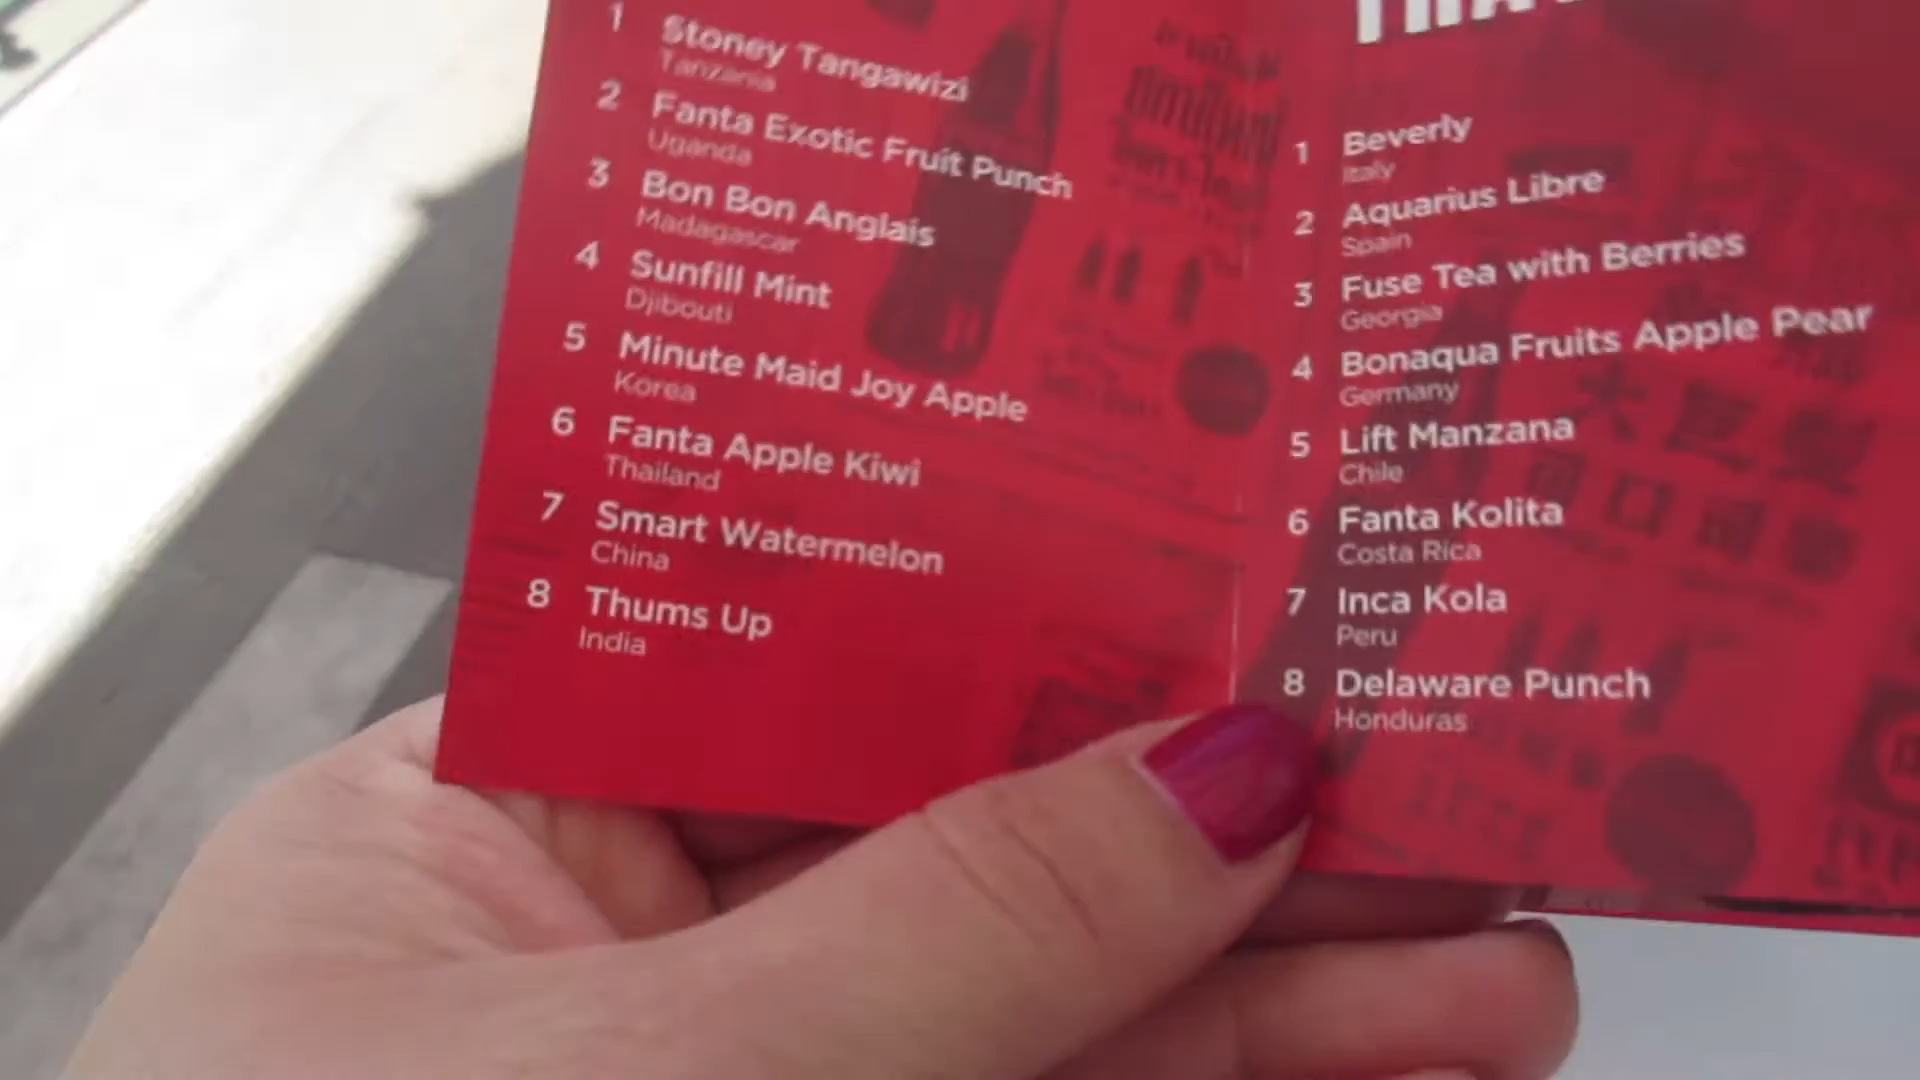 1 Stoney Tangawizi
Tanzania
2 Fanta Exotic Fruit Punch
Uganda
3 Bon Bon Anglais
Madagascar
4 Sunfill Mint
Djibouti
5 Minute Maid Joy Apple
Korea
6 Fanta Apple Kiwi
Thailand
7 Smart Watermelon
China
8 Thums Up
India
1 Beverly
Italy
2 Aquarius Libre
Spain
3 Fuse Tea with Berries
Georgia
4 Bonaqua Fruits Apple Pear
Germany
5 Lift Manzana
Chile
6 Fanta Kolita
Costa Rica
7 Inca Kola
Peru
8 Delaware Punch
Honduras